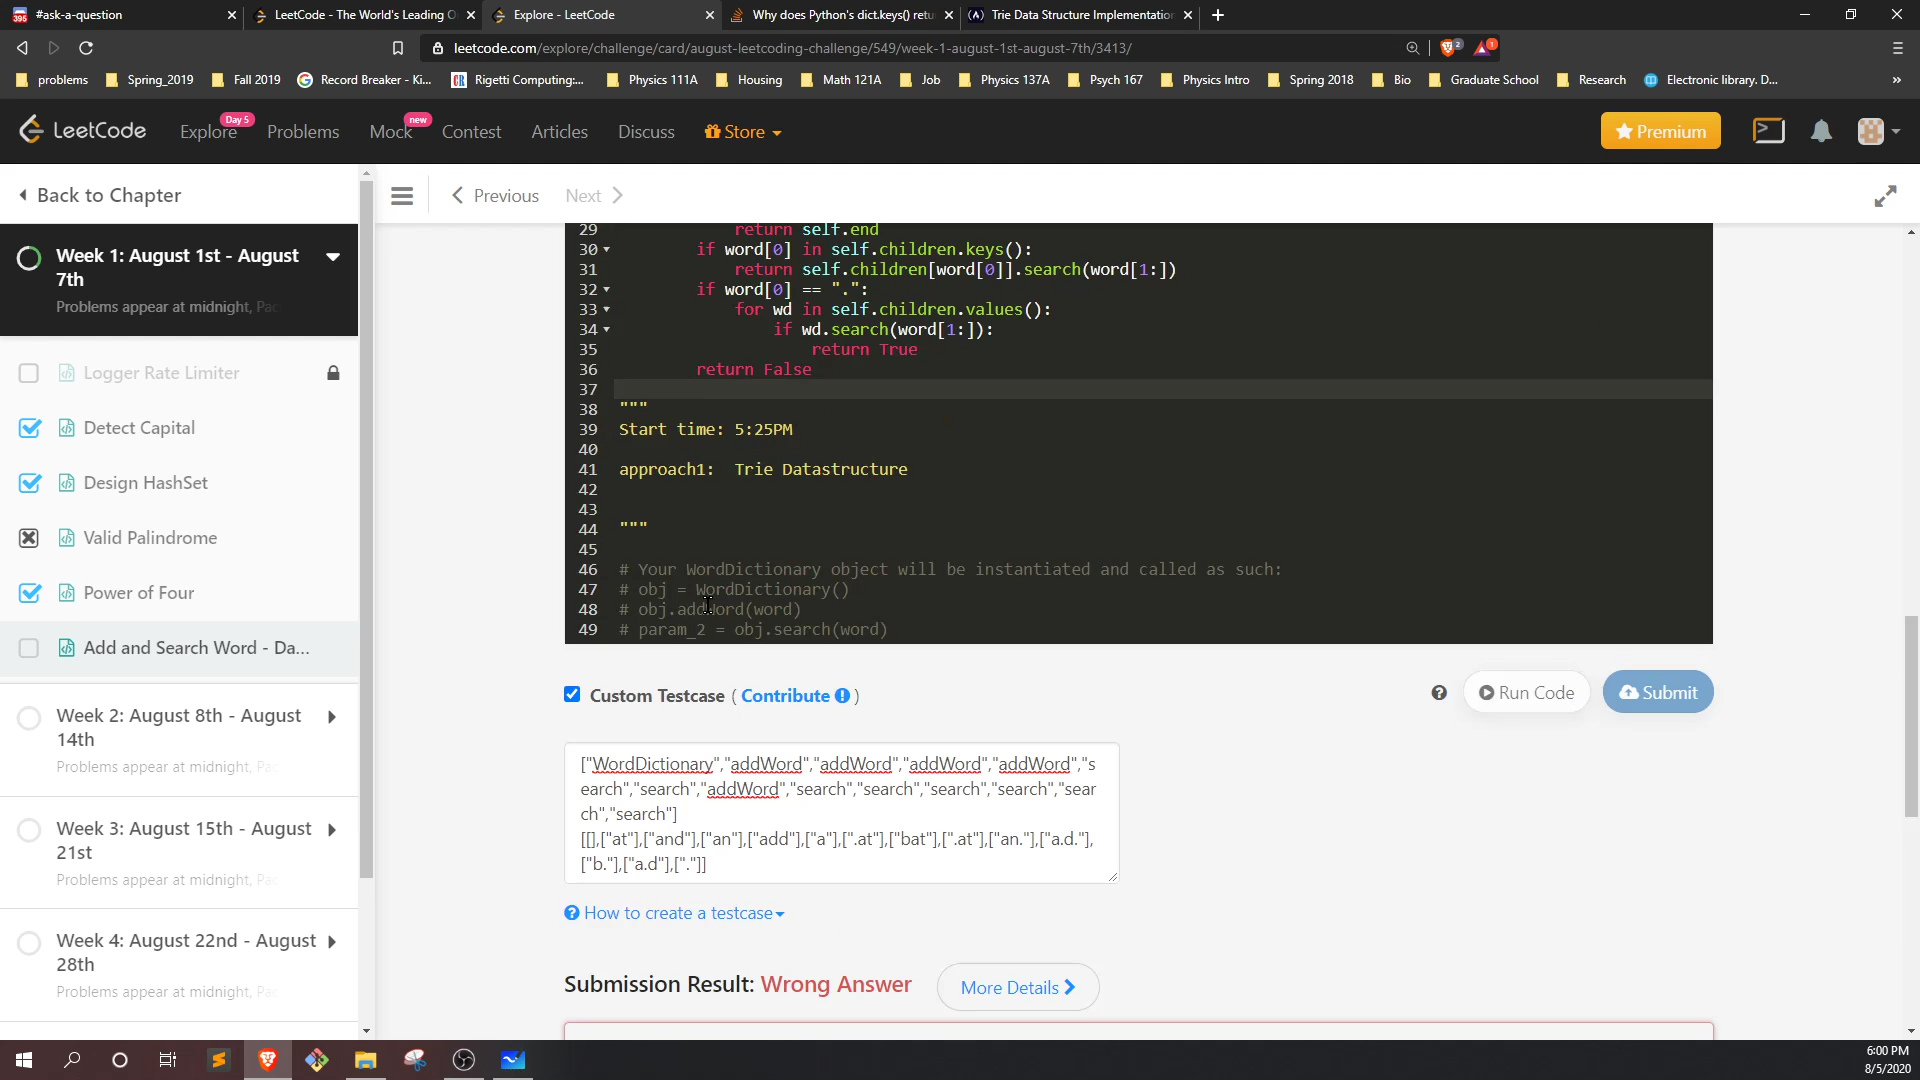 395
#ask-a-question
LeetCode - The World's Leading O
Explore - LeetCode
Why does Python's dict.keys() retu
Trie Data Structure Implementation
leetcode.com/explore/challenge/card/august-leetcoding-challenge/549/week-1-august-1st-august-7th/3413/
2
1
problems
Spring_2019
Fall 2019
Record Breaker - Ki...
Rigetti Computing:...
Physics 111A
Housing
Math 121A
Job
Physics 137A
Psych 167
Physics Intro
Spring 2018
Bio
Graduate School
Research
Electronic library. D...
»
LeetCode
Explore
Day 5
Problems
Mock
new
Contest
Articles
Discuss
Store
Premium
Back to Chapter
Previous
Next
Week 1: August 1st - August
7th
Problems appear at midnight, Pac
Logger Rate Limiter
Detect Capital
Design HashSet
Valid Palindrome
Power of Four
Add and Search Word - Da...
Week 2: August 8th - August
14th
Problems appear at midnight, Pac
Week 3: August 15th - August
21st
Problems appear at midnight, Pac
Week 4: August 22nd - August
28th
Problems appear at midnight, Pac
29 return self.end
30 if word[0] in self.children.keys():
31 return self.children[word[0]].search(word[1:])
32 if word[0] == ".":
33 for wd in self.children.values():
34 if wd.search(word[1:]):
35 return True
36 return False
37
38 """
39 Start time: 5:25PM
40
41 approach1: Trie Datastructure
42
43
44 """
45
46 # Your WordDictionary object will be instantiated and called as such:
47 # obj = WordDictionary()
48 # obj.addWord(word)
49 # param_2 = obj.search(word)
Custom Testcase ( Contribute )
Run Code
Submit
["WordDictionary","addWord","addWord","addWord","addWord","s
earch","search","addWord","search","search","search","search","sear
ch","search"]
[[],["at"],["and"],["an"],["add"],["a"],[".at"],["bat"],[".at"],["an."],["a.d."],
["b."],["a.d"],["."]]
How to create a testcase
Submission Result: Wrong Answer
More Details
6:00 PM
8/5/2020